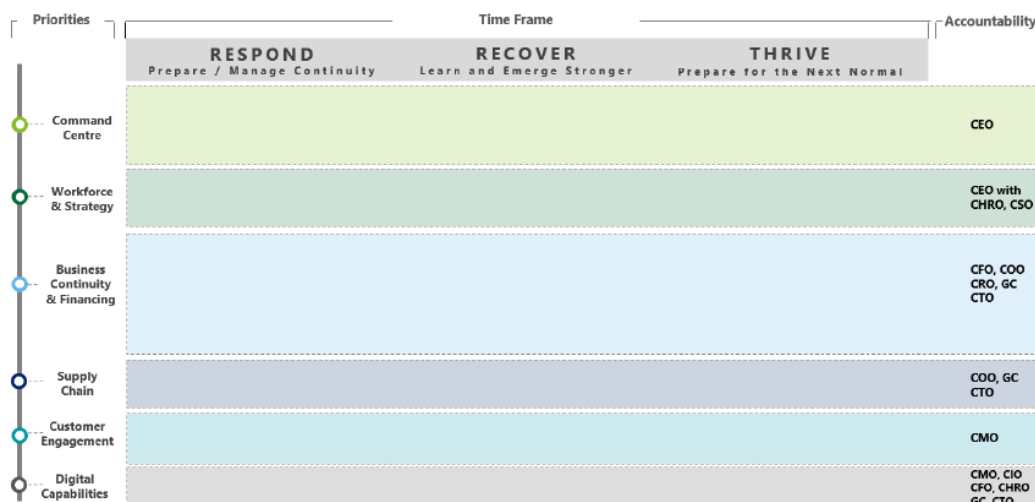 Priorities
Time Frame
Accountability
RESPOND
Prepare / Manage Continuity
RECOVER
Learn and Emerge Stronger
THRIVE
Prepare for the Next Normal
Command
Centre
CEO
Workforce
& Strategy
CEO with
CHRO, CSO
Business
Continuity
& Financing
CFO, COO
CRO, GC
CTO
Supply
Chain
COO, GC
CTO
Customer
Engagement
CMO
Digital
Capabilities
CMO, CIO
CFO, CHRO
GC, CTO